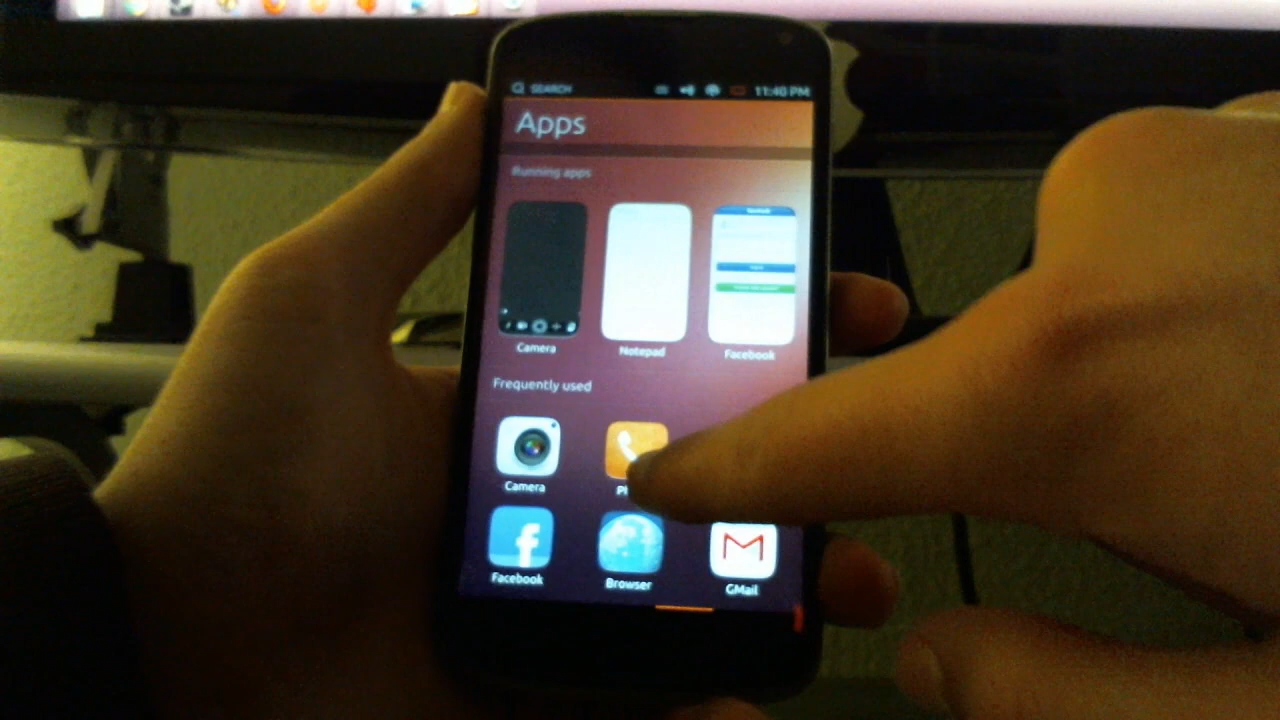 SEARCH 11:40 PM
Apps
Running apps
Camera Notepad Facebook
Frequently used
Camera
Facebook Browser GMail